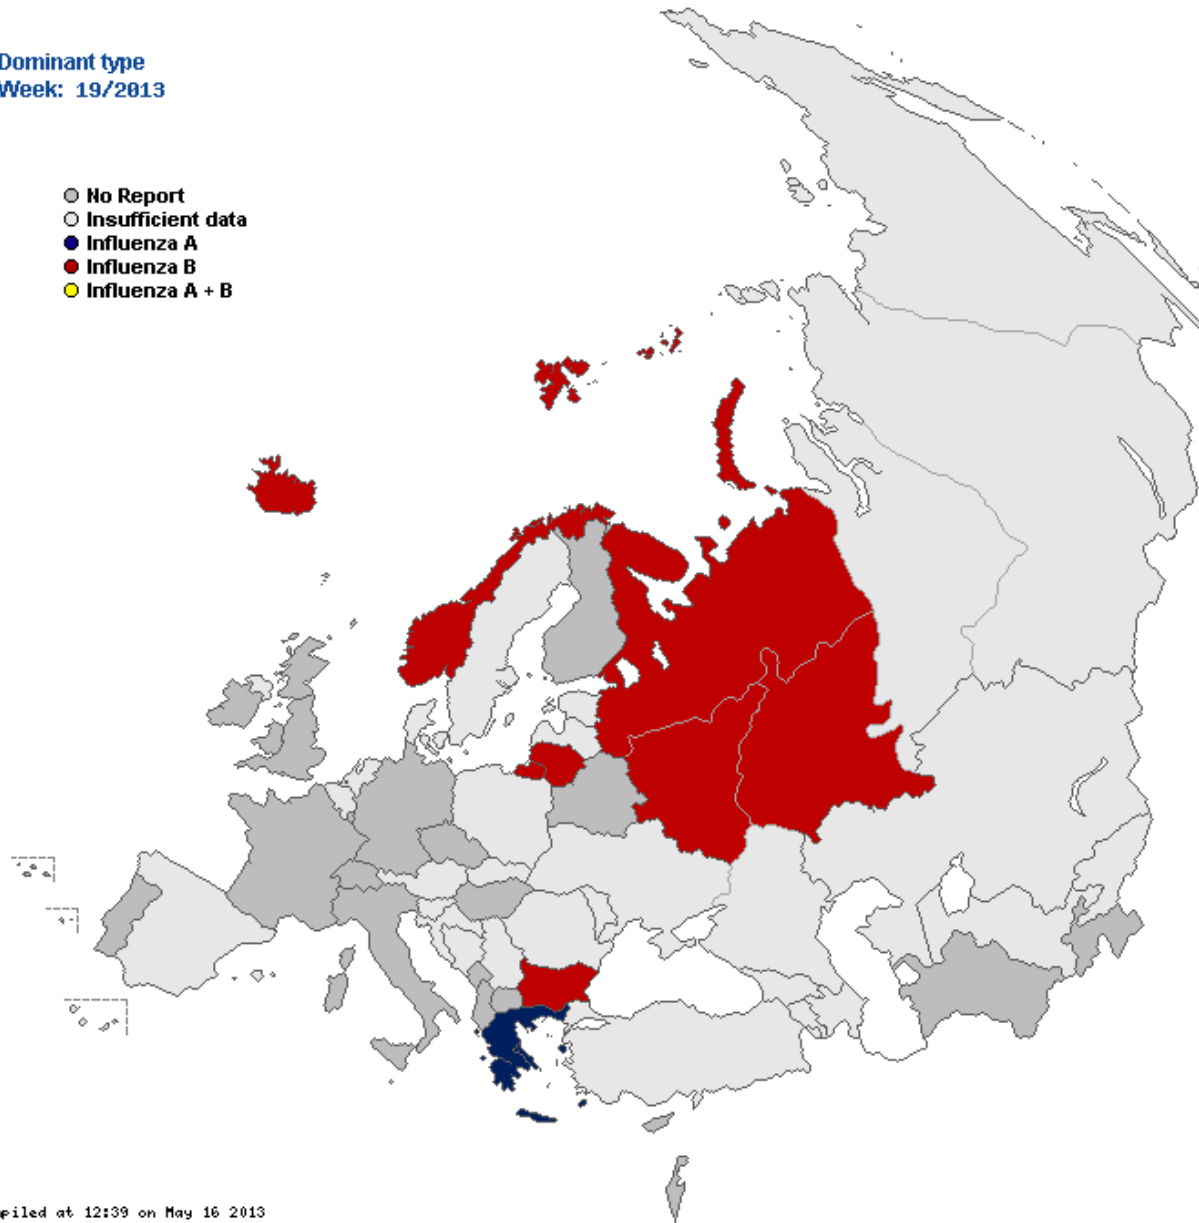 Dominant type
Week: 19/2013
No Report
Insufficient data
Influenza A
Influenza B
Influenza A + B
piled at 12:39 on May 16 2013